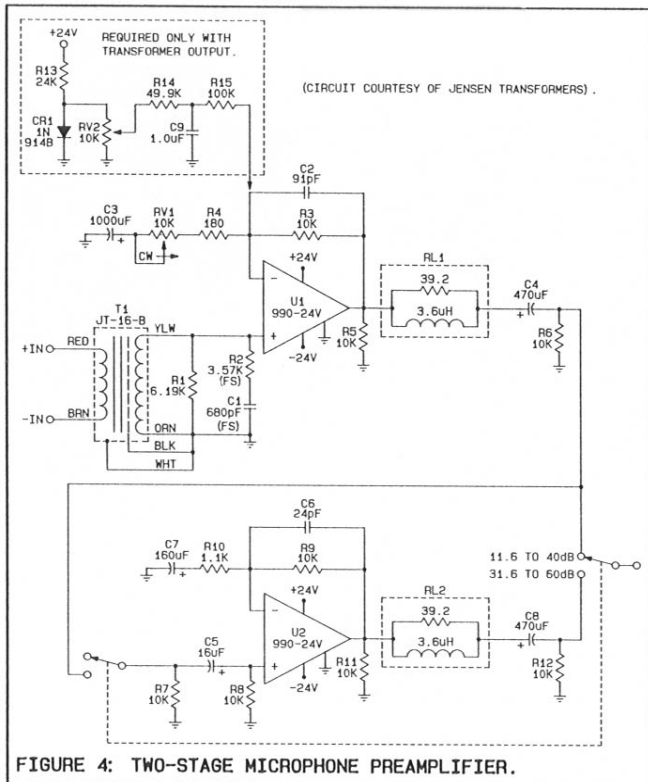 +24V
REQUIRED ONLY WITH
TRANSFORMER OUTPUT.
R13
24K
R14
49.9K
R15
100K
(CIRCUIT COURTESY OF JENSEN TRANSFORMERS).
CR1
1N
914B
RV2
10K
C9
1.0uF
C2
91pF
C3
1000uF
+
RV1
10K
R4
180
R3
10K
CW
+24V
RL1
39.2
3.6uH
C4
470uF
+
T1
JT-16-B
-
U1
990-24V
+
-24V
R5
10K
R6
10K
+IN
RED
YLW
R2
3.57K
(FS)
R1
6.19K
C1
680pF
(FS)
-IN
BRN
ORN
BLK
WHT
C6
24pF
C7
160uF
+
R10
1.1K
R9
10K
11.6 TO 40dB
31.6 TO 60dB
+24V
RL2
39.2
3.6uH
C8
470uF
+
-
U2
990-24V
+
-24V
C5
16uF
+
R7
10K
R8
10K
R11
10K
R12
10K
FIGURE 4: TWO-STAGE MICROPHONE PREAMPLIFIER.